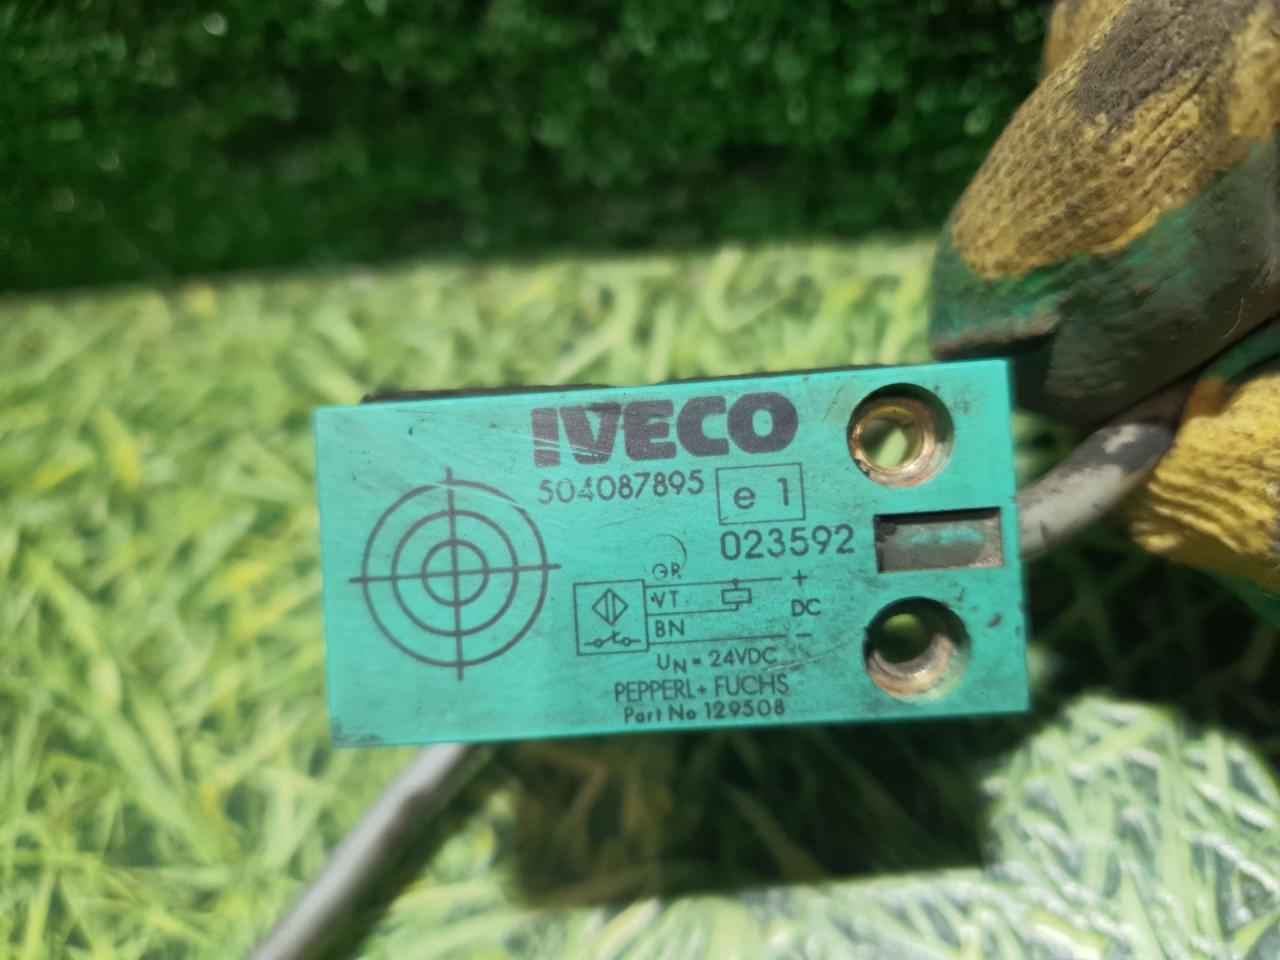 IVECO
504087895
e 1
023592
GR
+
VT
DC
BN
-
UN = 24VDC
PEPPERL+ FUCHS
Part No 129508